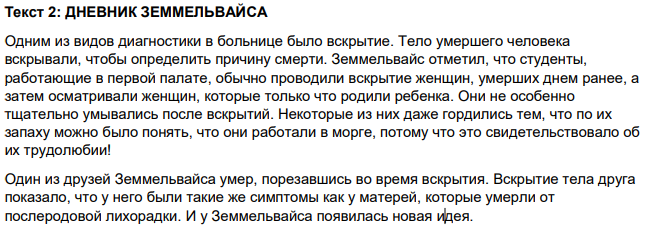 Текст 2: ДНЕВНИК ЗЕММЕЛЬВАЙСА
Одним из видов диагностики в больнице было вскрытие. Тело умершего человека
вскрывали, чтобы определить причину смерти. Земмельвайс отметил, что студенты,
работающие в первой палате, обычно проводили вскрытие женщин, умерших днем ранее, а
затем осматривали женщин, которые только что родили ребенка. Они не особенно
тщательно умывались после вскрытий. Некоторые из них даже гордились тем, что по их
запаху можно было понять, что они работали в морге, потому что это свидетельствовало об
их трудолюбии!
Один из друзей Земмельвайса умер, порезавшись во время вскрытия. Вскрытие тела друга
показало, что у него были такие же симптомы как у матерей, которые умерли от
послеродовой лихорадки. И у Земмельвайса появилась новая идея.